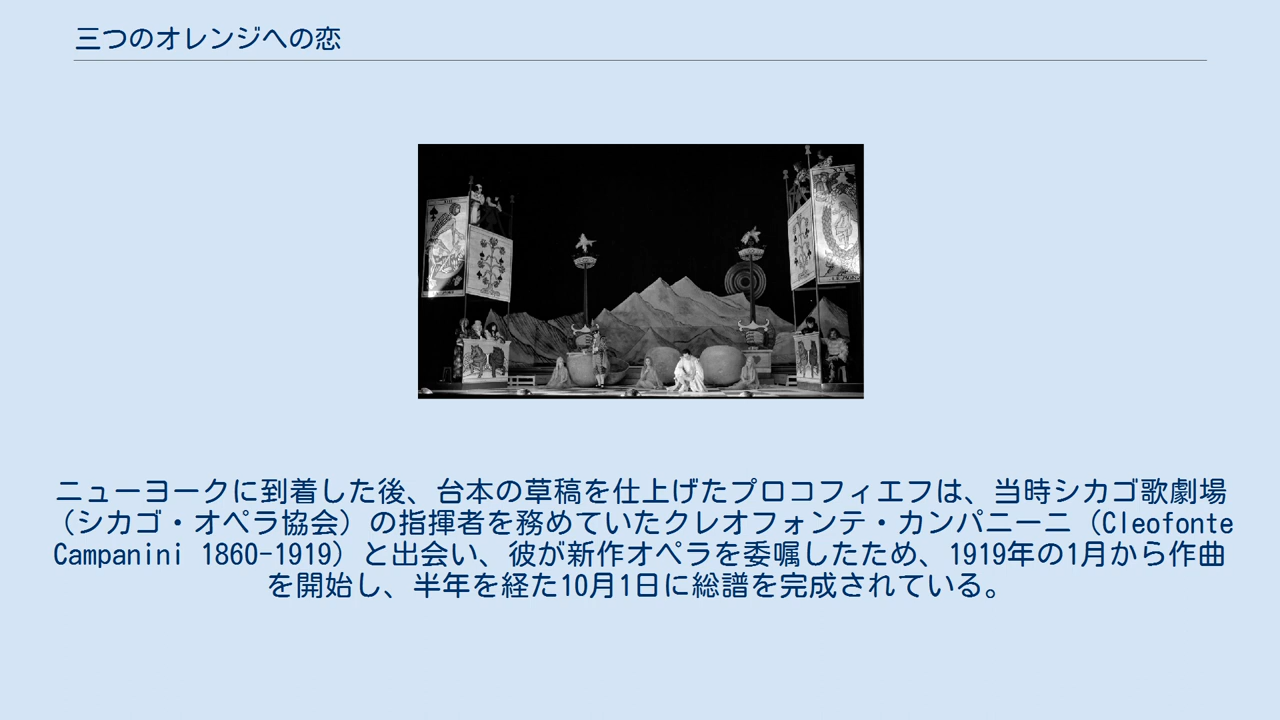 三つのオレンジへの恋
ニューヨークに到着した後、台本の草稿を仕上げたプロコフィエフは、当時シカゴ歌劇場
（シカゴ・オペラ協会）の指揮者を務めていたクレオフォンテ・カンパニーニ（Cleofonte
Campanini 1860-1919）と出会い、彼が新作オペラを委嘱したため、1919年の1月から作曲
を開始し、半年を経た10月1日に総譜を完成されている。